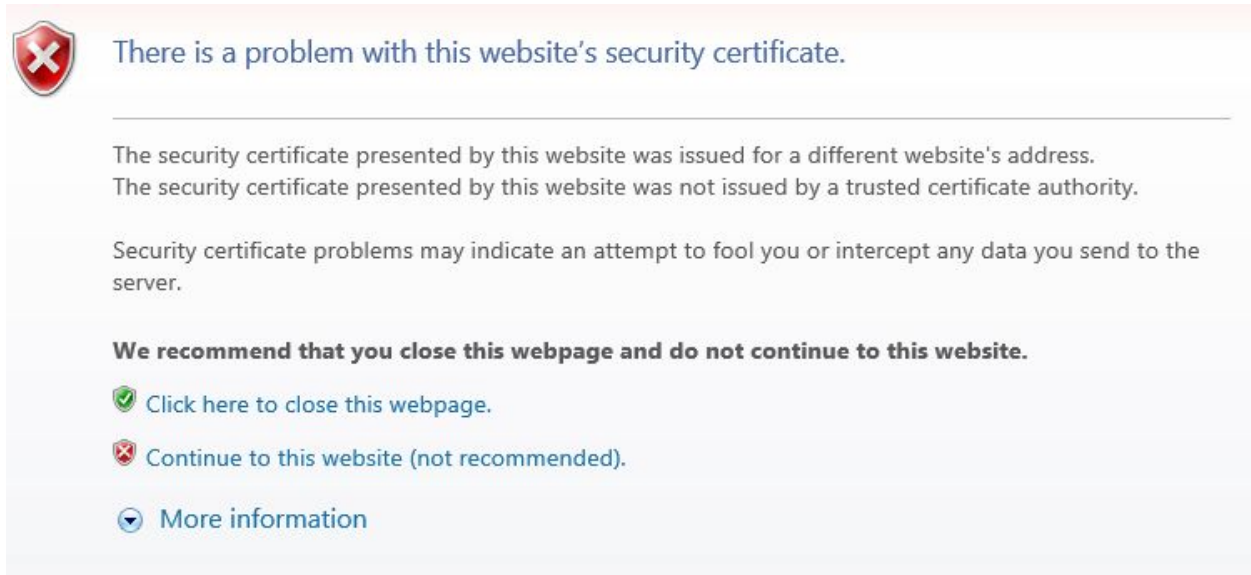 There is a problem with this website’s security certificate.
The security certificate presented by this website was issued for a different website's address.
The security certificate presented by this website was not issued by a trusted certificate authority.
Security certificate problems may indicate an attempt to fool you or intercept any data you send to the
server.
We recommend that you close this webpage and do not continue to this website.
Click here to close this webpage.
Continue to this website (not recommended).
More information